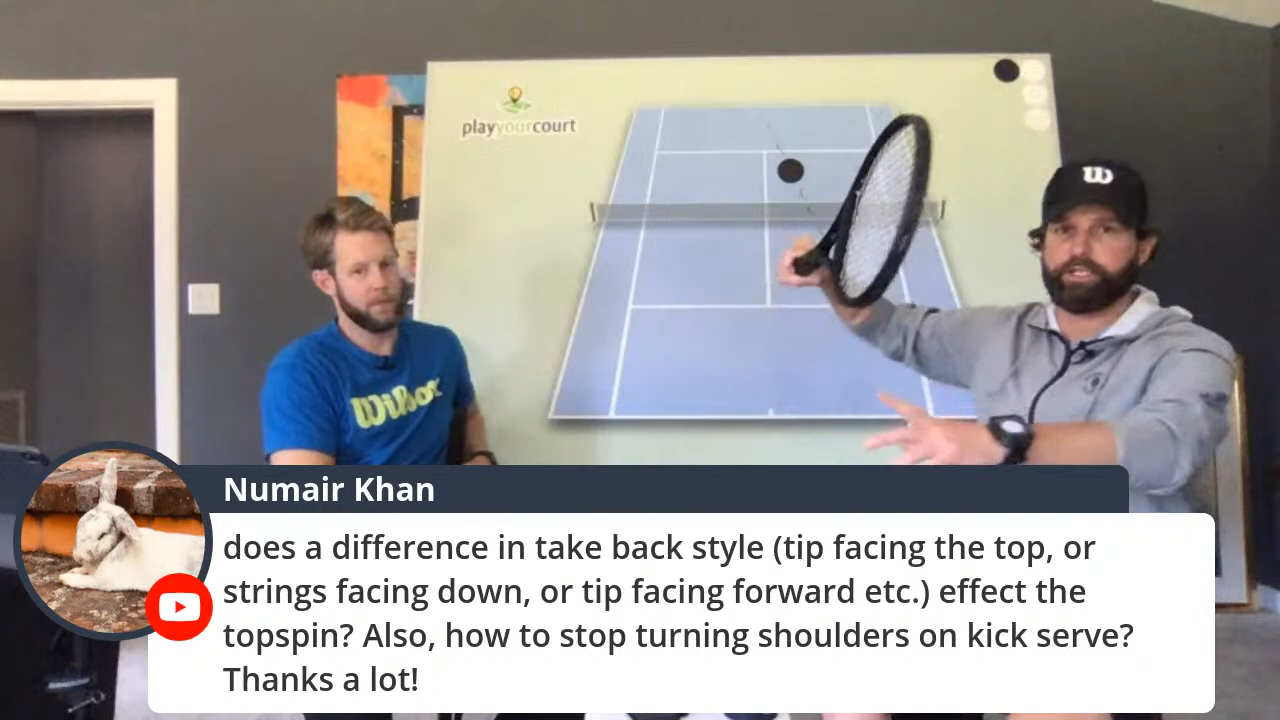 playyourcourt
W
Wilson
Numair Khan
does a difference in take back style (tip facing the top, or
strings facing down, or tip facing forward etc.) effect the
topspin? Also, how to stop turning shoulders on kick serve?
Thanks a lot!